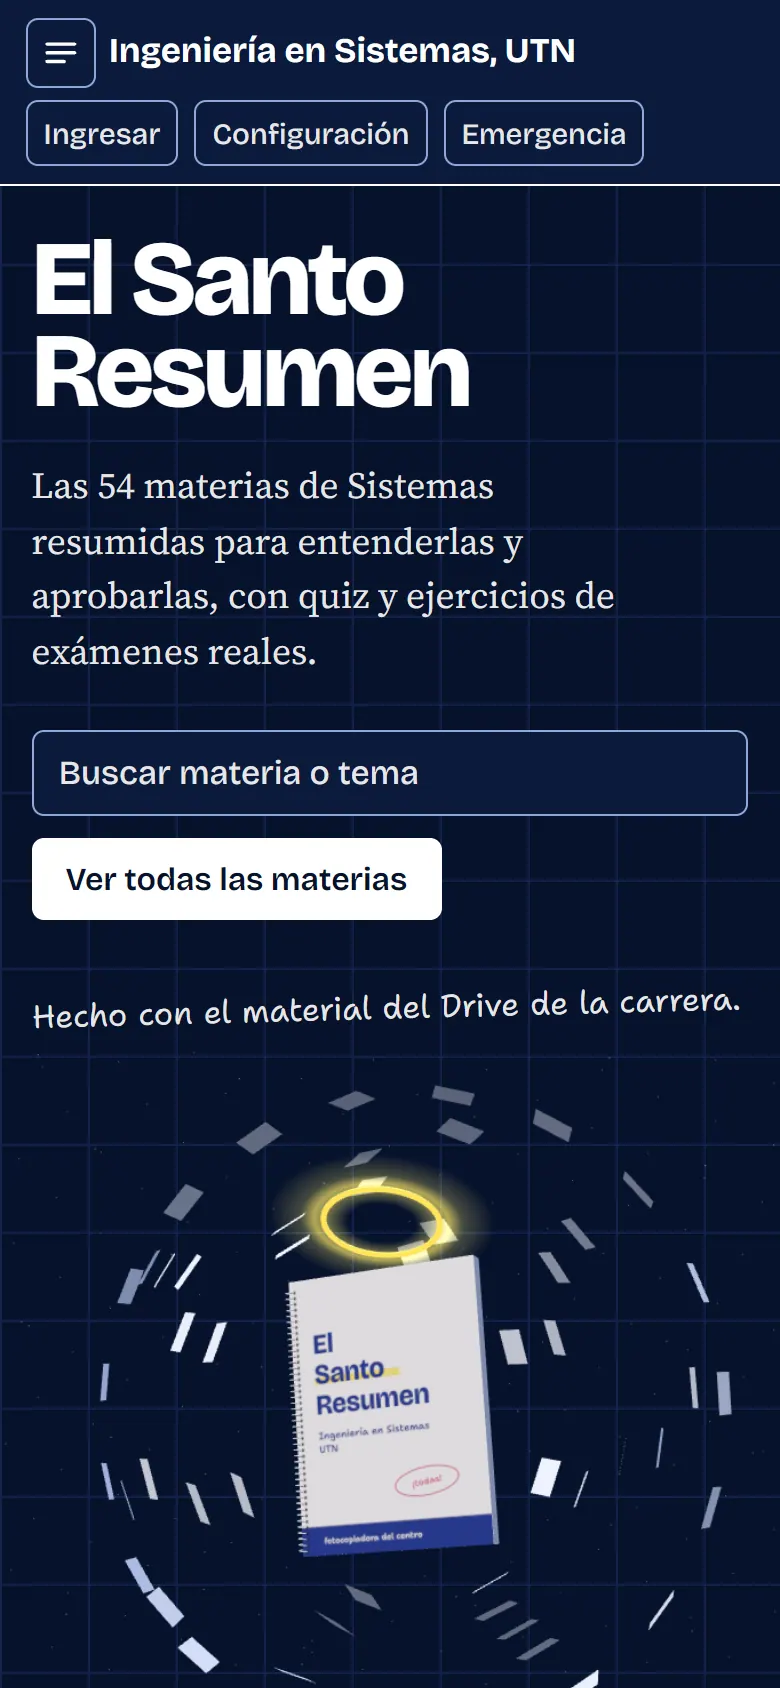 Ingeniería en Sistemas, UTN
Ingresar
Configuración
Emergencia
El Santo
Resumen
Las 54 materias de Sistemas
resumidas para entenderlas y
aprobarlas, con quiz y ejercicios de
exámenes reales.
Buscar materia o tema
Ver todas las materias
Hecho con el material del Drive de la carrera.
El
Santo
Resumen
Ingeniería en Sistemas
UTN
fotocopiadora del centro